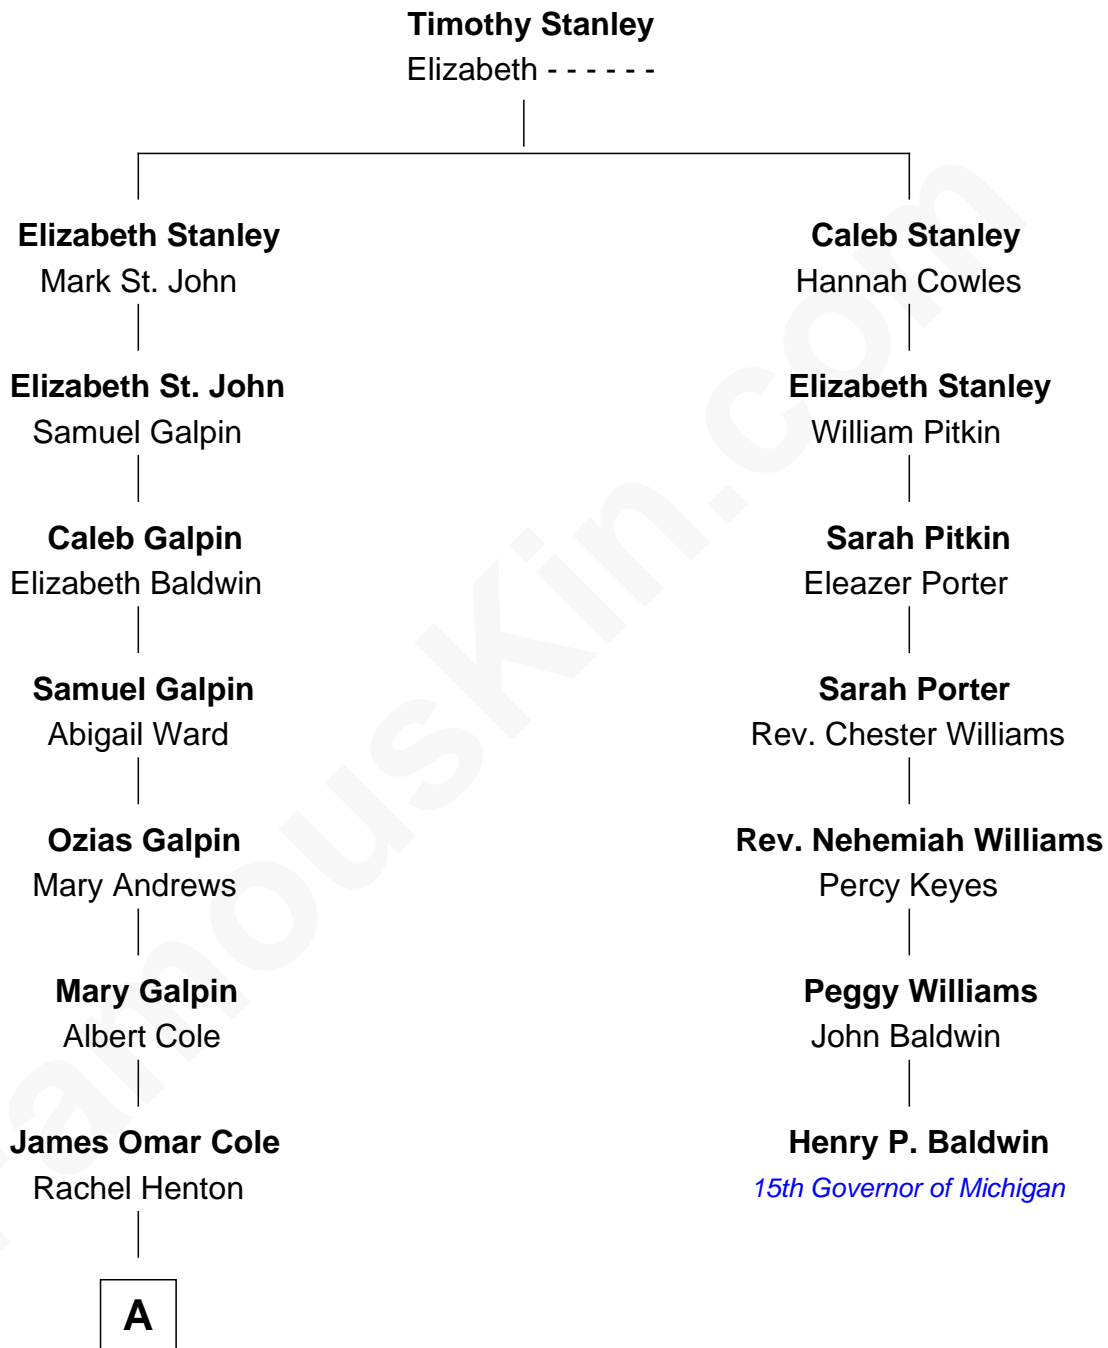 Timothy Stanley
Elizabeth - - - - - -
Elizabeth Stanley
Mark St. John
Caleb Stanley
Hannah Cowles
Elizabeth St. John
Samuel Galpin
Elizabeth Stanley
William Pitkin
Caleb Galpin
Elizabeth Baldwin
Sarah Pitkin
Eleazer Porter
Samuel Galpin
Abigail Ward
Sarah Porter
Rev. Chester Williams
Ozias Galpin
Mary Andrews
Rev. Nehemiah Williams
Percy Keyes
Mary Galpin
Albert Cole
Peggy Williams
John Baldwin
James Omar Cole
Rachel Henton
Henry P. Baldwin
15th Governor of Michigan
A
FamousKin.com